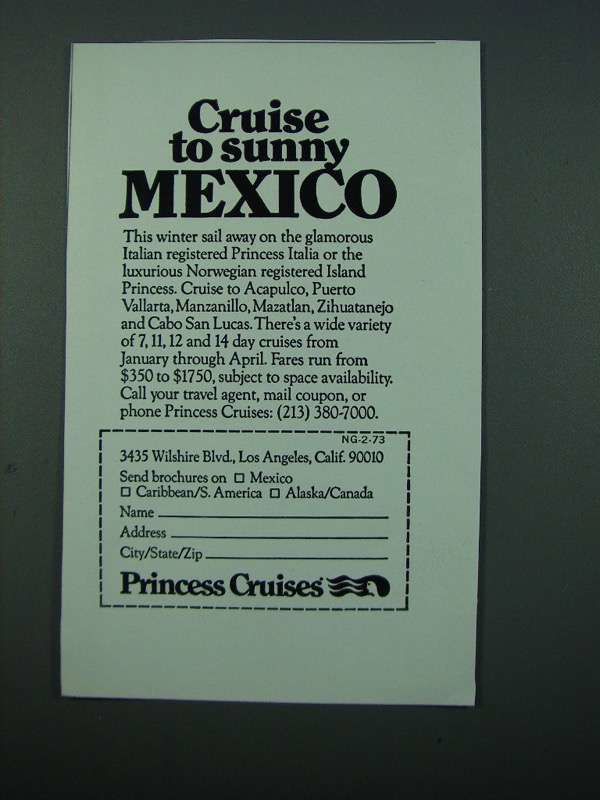 Cruise
to sunny
MEXICO
This winter sail away on the glamorous
Italian registered Princess Italia or the
luxurious Norwegian registered Island
Princess. Cruise to Acapulco, Puerto
Vallarta, Manzanillo, Mazatlan, Zihuatanejo
and Cabo San Lucas. There's a wide variety
of 7, 11, 12 and 14 day cruises from
January through April. Fares run from
$350 to $1750, subject to space availability.
Call your travel agent, mail coupon, or
phone Princess Cruises: (213) 380-7000.
NG-2-73
3435 Wilshire Blvd., Los Angeles, Calif. 90010
Send brochures on □ Mexico
□ Caribbean/S. America □ Alaska/Canada
Name
Address
City/State/Zip
Princess Cruises